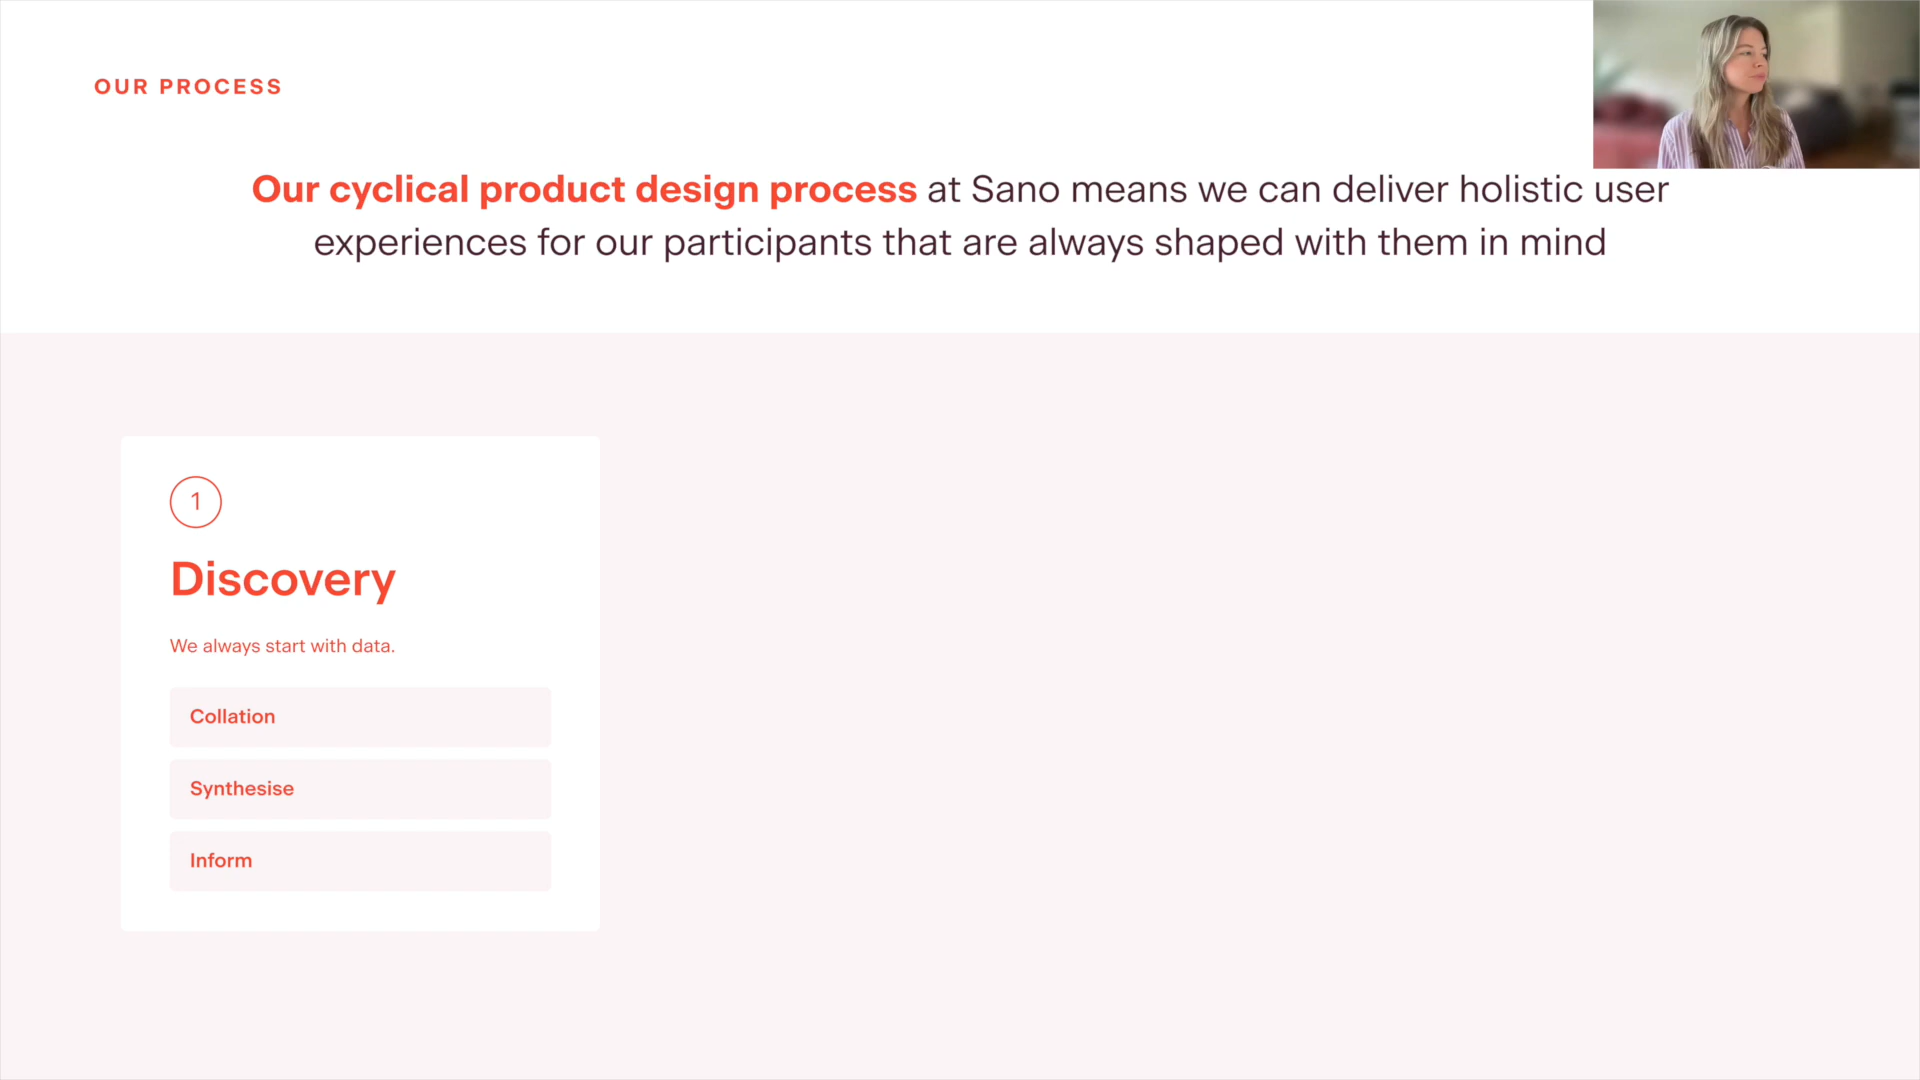 OUR PROCESS
Our cyclical product design process at Sano means we can deliver holistic user
experiences for our participants that are always shaped with them in mind
1
Discovery
We always start with data.
Collation
Synthesise
Inform